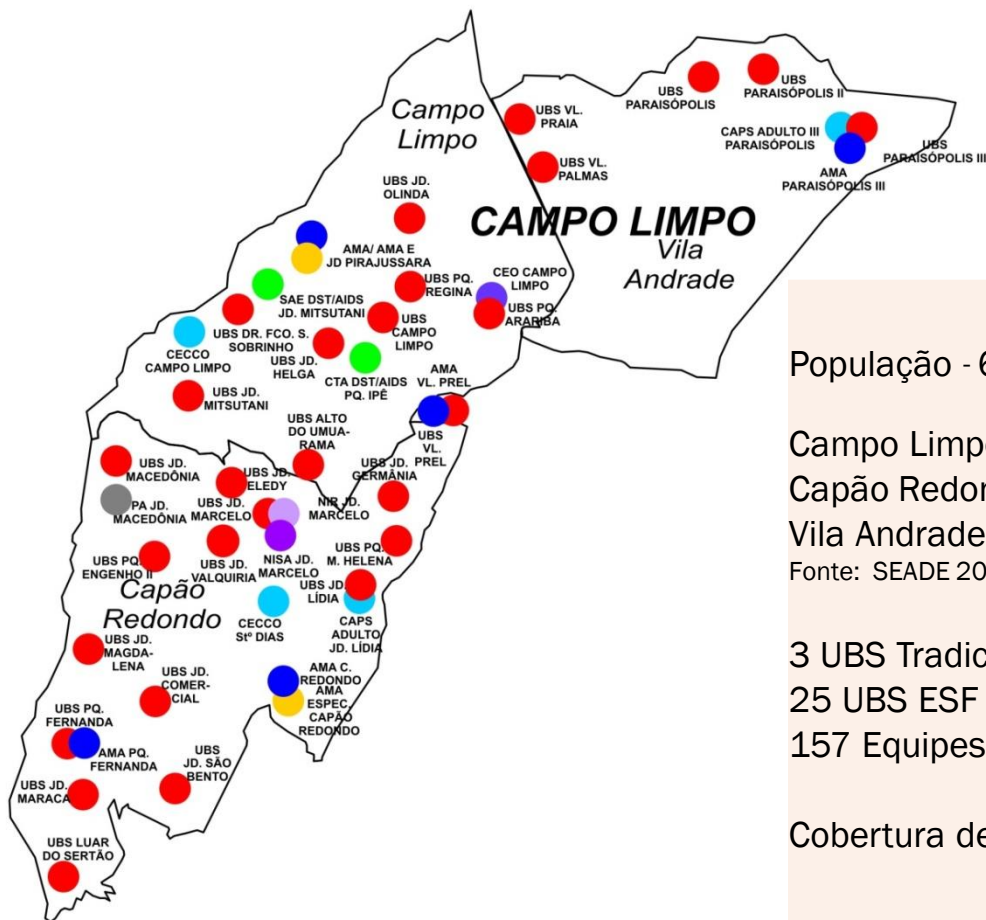 Campo
Limpo
UBS VL.
PRAIA
UBS
PARAISÓPOLIS
UBS
PARAISÓPOLIS II
CAPS ADULTO III
PARAISÓPOLIS
UBS
PARAISÓPOLIS III
AMA
PARAISÓPOLIS III
UBS VL.
PALMAS
UBS JD.
OLINDA
CAMPO LIMPO
Vila
Andrade
AMA/ AMA E
JD PIRAJUSSARA
UBS PQ.
REGINA
CEO CAMPO
LIMPO
UBS PQ.
ARARIBA
SAE DST/AIDS
JD. MITSUTANI
UBS
CAMPO
LIMPO
UBS DR. FCO. S.
SOBRINHO
CECCO
CAMPO LIMPO
UBS JD.
HELGA
CTA DST/AIDS
PQ. IPÊ
AMA
VL. PREL
UBS
VL.
PREL
UBS JD.
MITSUTANI
UBS ALTO
DO UMUA-
RAMA
UBS JD.
MACEDÔNIA
UBS JD.
ELEDY
UBS JD.
GERMÂNIA
PA JD.
MACEDÔNIA
UBS JD.
MARCELO
NIR JD.
MARCELO
UBS PQ.
ENGENHO II
UBS JD.
VALQUIRIA
NISA JD.
MARCELO
UBS PQ.
M. HELENA
UBS JD.
LÍDIA
Capão
Redondo
CECCO
Stº DIAS
CAPS
ADULTO
JD. LÍDIA
UBS JD.
MAGDA-
LENA
UBS JD.
COMER-
CIAL
AMA C.
REDONDO
AMA
ESPEC.
CAPÃO
REDONDO
UBS PQ.
FERNANDA
AMA PQ.
FERNANDA
UBS
JD. SÃO
BENTO
UBS JD.
MARACÁ
UBS LUAR
DO SERTÃO
População - 6
Campo Limpo
Capão Redon
Vila Andrade
Fonte: SEADE 20
3 UBS Tradic
25 UBS ESF
157 Equipes
Cobertura de